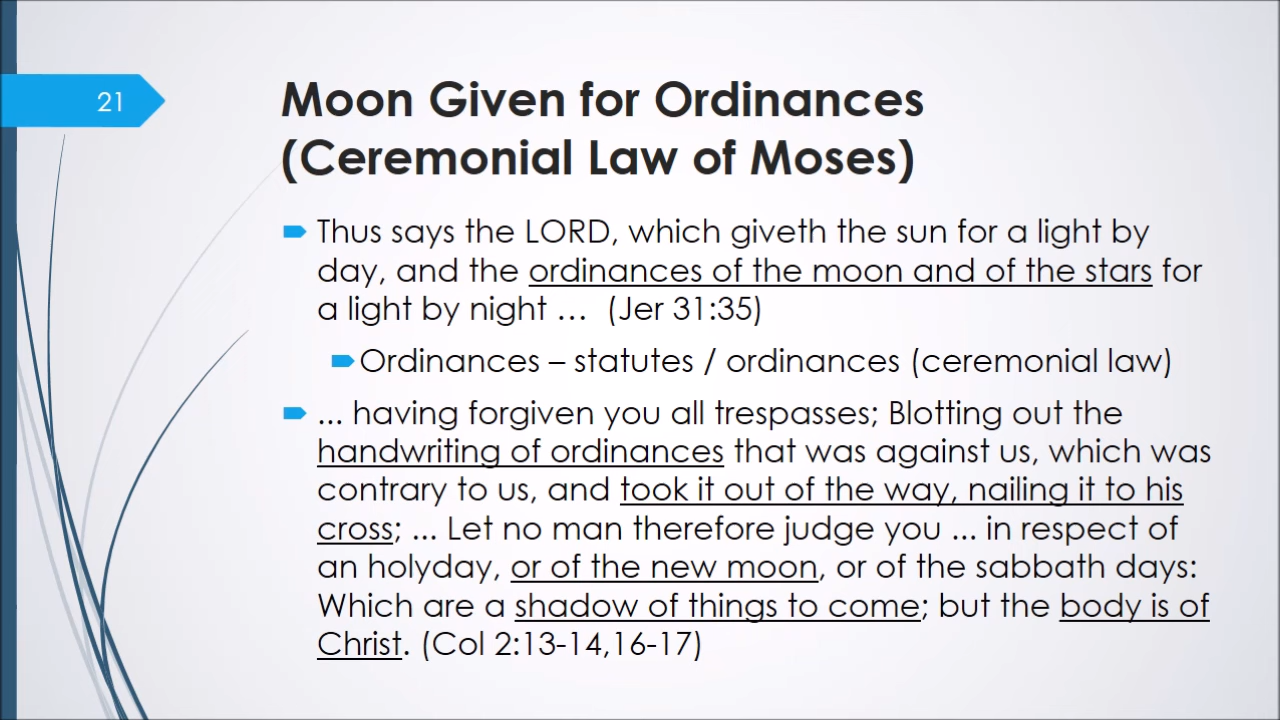 21
Moon Given for Ordinances
(Ceremonial Law of Moses)
Thus says the LORD, which giveth the sun for a light by
day, and the ordinances of the moon and of the stars for
a light by night … (Jer 31:35)
Ordinances – statutes / ordinances (ceremonial law)
... having forgiven you all trespasses; Blotting out the
handwriting of ordinances that was against us, which was
contrary to us, and took it out of the way, nailing it to his
cross; ... Let no man therefore judge you ... in respect of
an holyday, or of the new moon, or of the sabbath days:
Which are a shadow of things to come; but the body is of
Christ. (Col 2:13-14,16-17)